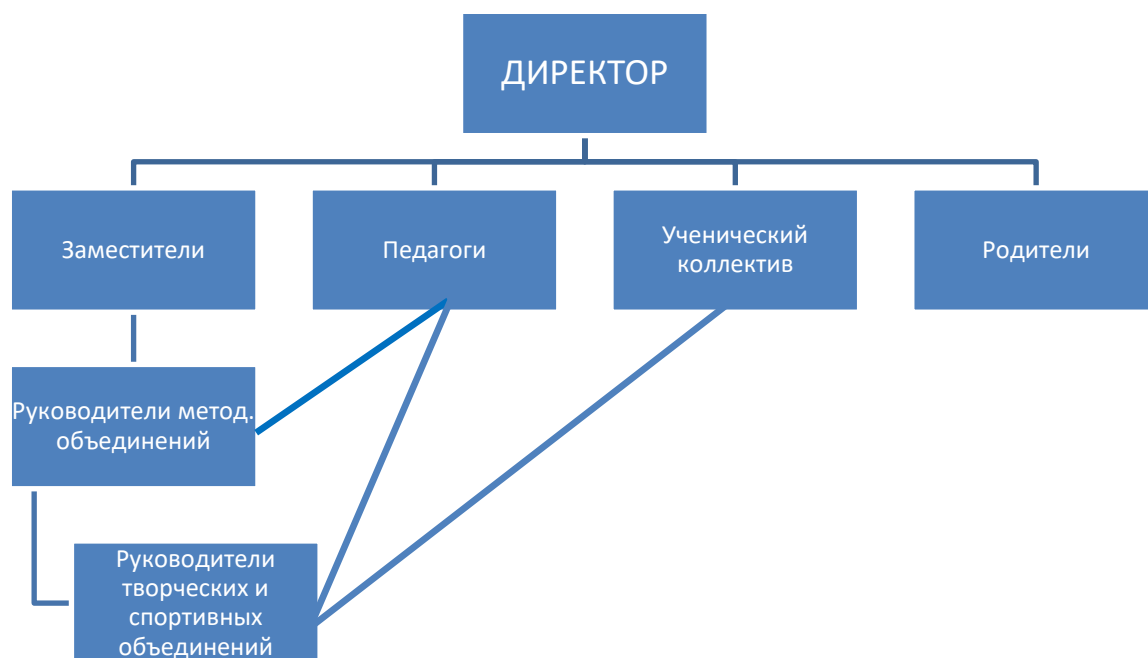 ДИРЕКТОР
Заместители
Педагоги
Ученический
коллектив
Родители
Руководители метод.
объединений
Руководители
творческих и
спортивных
объединений